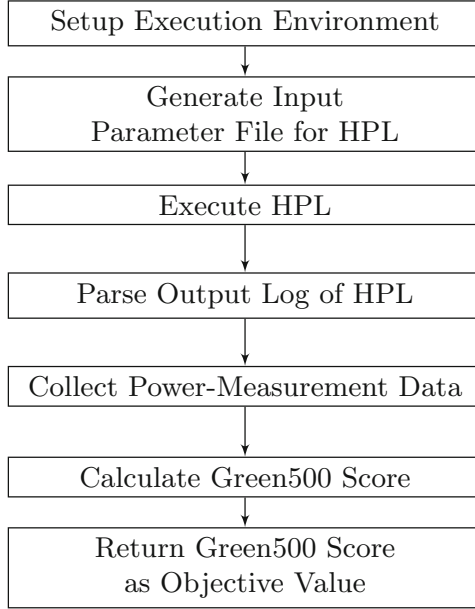 Setup Execution Environment
Generate Input
Parameter File for HPL
Execute HPL
Parse Output Log of HPL
Collect Power-Measurement Data
Calculate Green500 Score
Return Green500 Score
as Objective Value